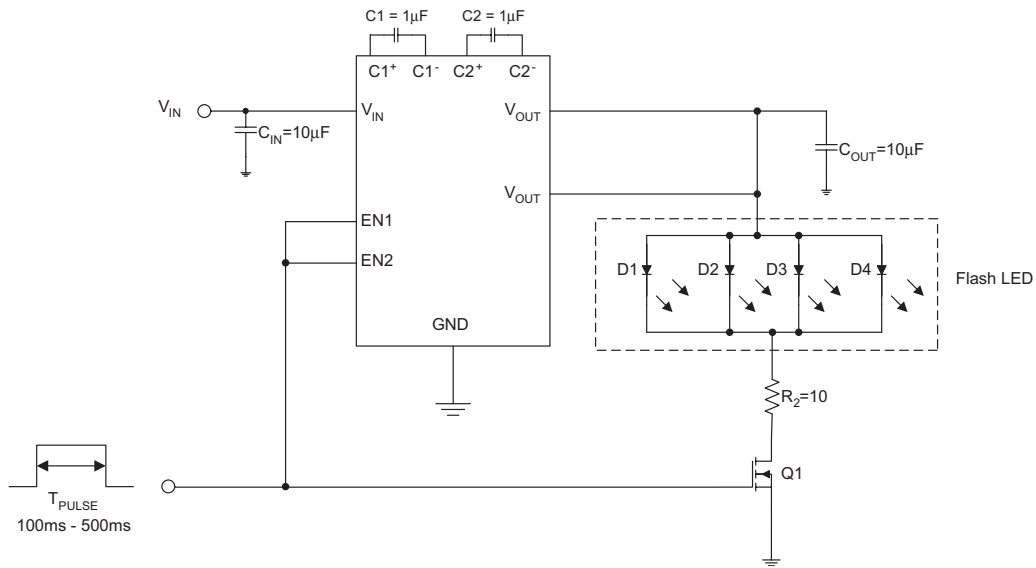 C1 = 1µF C2 = 1µF
C1+ C1- C2+ C2-
VIN VIN VOUT
CIN=10µF COUT=10µF
VOUT
EN1
EN2
D1 D2 D3 D4
Flash LED
GND
R2=10
Q1
TPULSE
100ms - 500ms